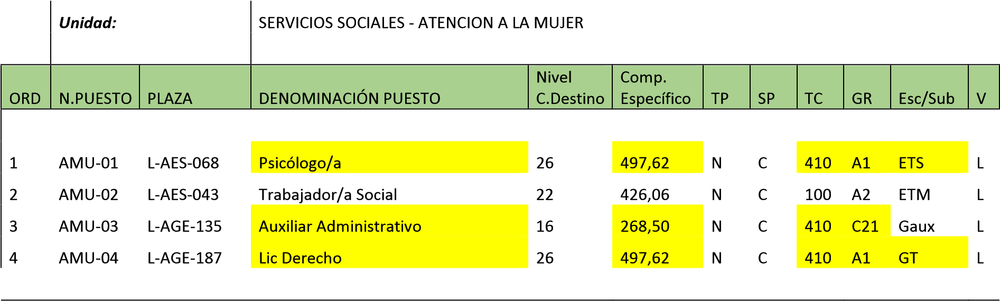 Unidad: SERVICIOS SOCIALES - ATENCION A LA MUJER
ORD N.PUESTO PLAZA DENOMINACIÓN PUESTO Nivel C.Destino Comp. Específico TP SP TC GR Esc/Sub V
1 AMU-01 L-AES-068 Psicólogo/a 26 497,62 N C 410 A1 ETS L
2 AMU-02 L-AES-043 Trabajador/a Social 22 426,06 N C 100 A2 ETM L
3 AMU-03 L-AGE-135 Auxiliar Administrativo 16 268,50 N C 410 C21 Gaux L
4 AMU-04 L-AGE-187 Lic Derecho 26 497,62 N C 410 A1 GT L